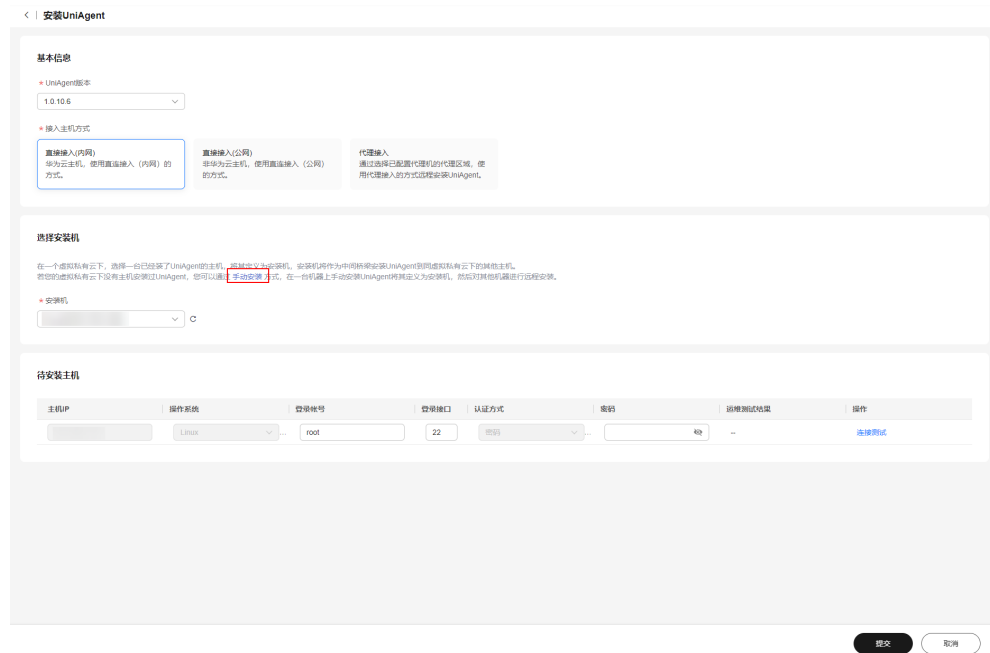 安装UniAgent
基本信息
* UniAgent版本
1.0.10.6
* 接入主机方式
直接接入(内网)
华为云主机，使用直连接入（内网）的
方式。
直接接入(公网)
非华为云主机，使用直连接入（公网）
的方式。
代理接入
通过选择已配置代理机的代理区域，使
用代理接入的方式远程安装UniAgent。
选择安装机
在一个虚拟私有云下，选择一台已经装了UniAgent的主机，将其定义为安装机，安装机将作为中间桥梁安装UniAgent到同虚拟私有云下的其他主机。
若您的虚拟私有云下没有主机安装过UniAgent，您可以通过 手动安装 方式，在一台机器上手动安装UniAgent将其定义为安装机，然后对其他机器进行远程安装。
* 安装机
待安装主机
主机IP 操作系统 登录帐号 登录接口 认证方式 密码 运维测试结果 操作
Linux ... root 22 密码 ... -- 连接测试
提交 取消